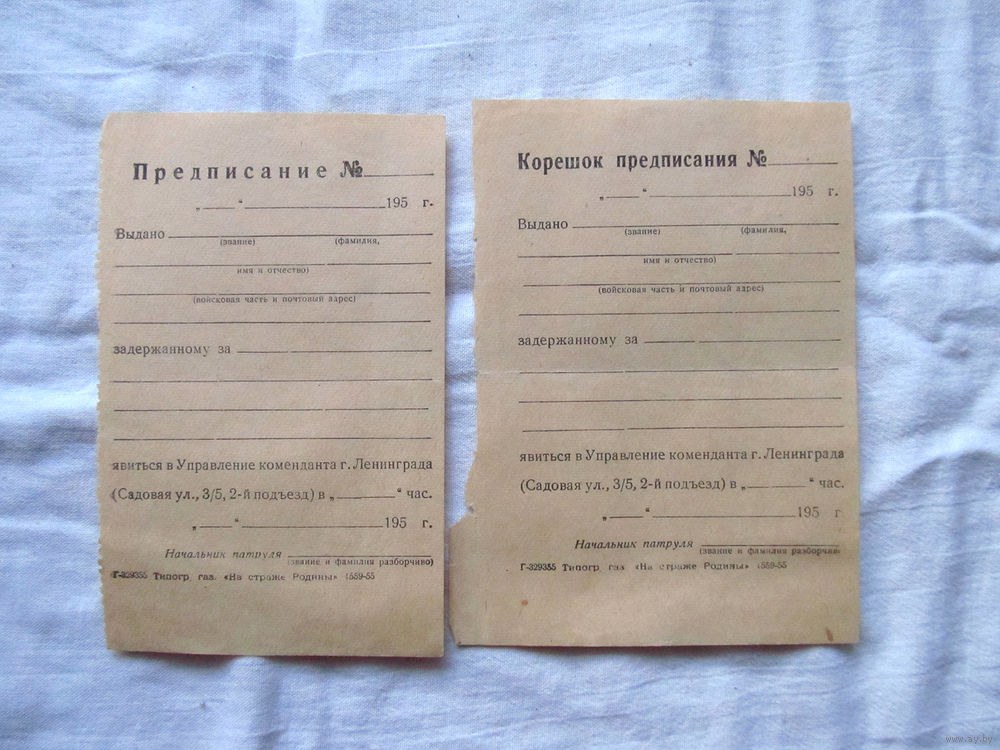 Предписание №
„ “ 195 г.
Выдано
(звание) (фамилия,
имя и отчество)
(войсковая часть и почтовый адрес)
задержанному за
явиться в Управление коменданта г. Ленинграда
(Садовая ул., 3/5, 2-й подъезд) в „ “ час.
„ “ 195 г.
Начальник патруля
(звание и фамилия разборчиво)
Г-329355 Типогр. газ. «На страже Родины» 1559-55
Корешок предписания №
„ “ 195 г.
Выдано
(звание) (фамилия,
имя и отчество)
(войсковая часть и почтовый адрес)
задержанному за
явиться в Управление коменданта г. Ленинграда
(Садовая ул., 3/5, 2-й подъезд) в „ “ час.
„ “ 195 г
Начальник патруля
(звание и фамилия разборчиво)
Г-329355 Типогр. газ. «На страже Родины» 1559-55
www.ay.by